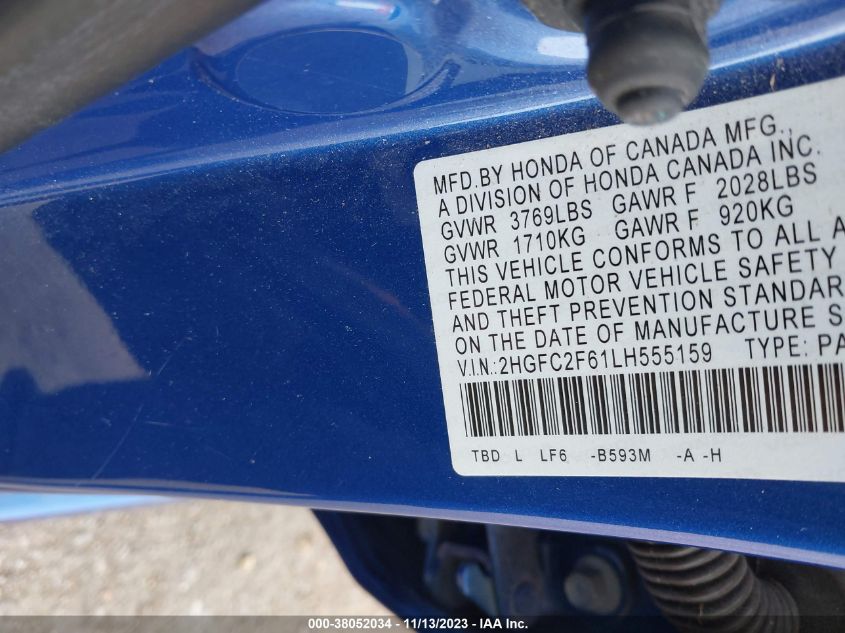 MFD.BY HONDA OF CANADA MFG.,
A DIVISION OF HONDA CANADA INC.
GVWR 3769LBS GAWR F 2028LBS
GVWR 1710KG GAWR F 920KG
THIS VEHICLE CONFORMS TO ALL A
FEDERAL MOTOR VEHICLE SAFETY
AND THEFT PREVENTION STANDAR
ON THE DATE OF MANUFACTURE S
V.I.N.:2HGFC2F61LH555159 TYPE: PA
TBD L LF6 -B593M -A -H
000-38052034 - 11/13/2023 - IAA Inc.